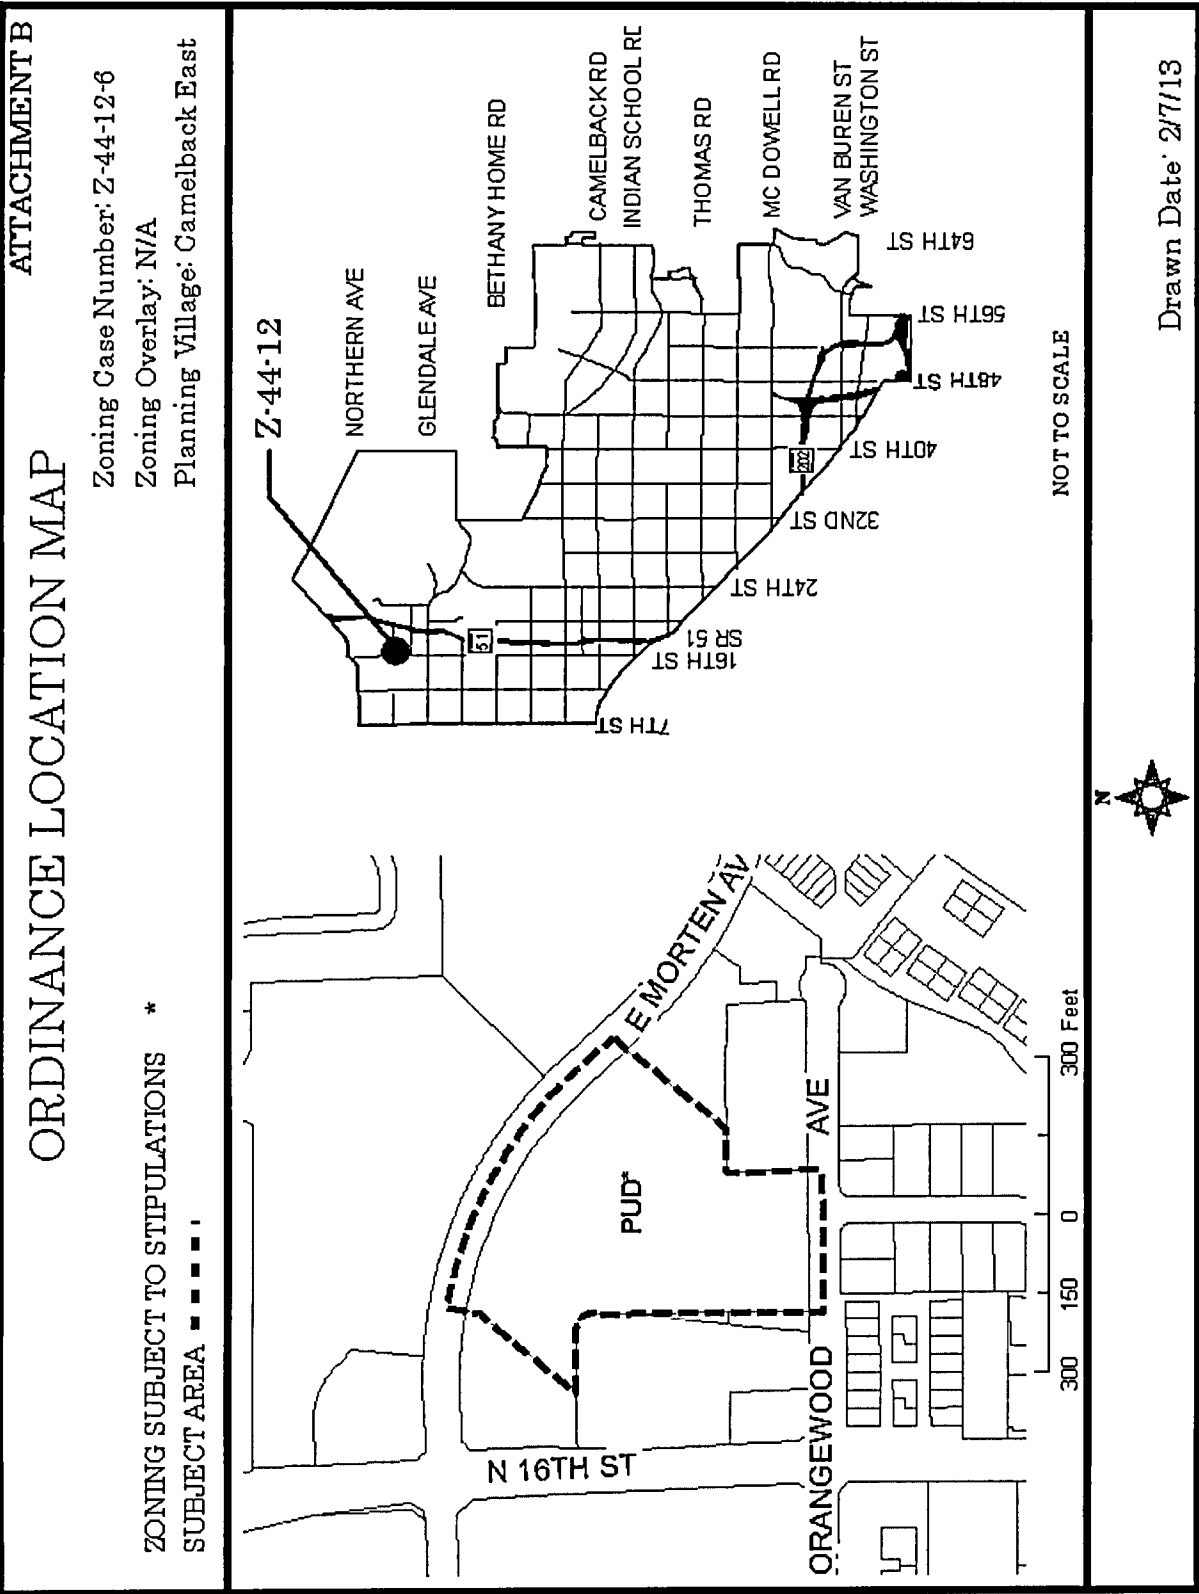 ATTACHMENT B
ORDINANCE LOCATION MAP
Zoning Case Number: Z-44-12-6
Zoning Overlay: N/A
Planning Village: Camelback East
ZONING SUBJECT TO STIPULATIONS *
SUBJECT AREA
Z-44-12
NORTHERN AVE
GLENDALE AVE
BETHANY HOME RD
CAMELBACK RD
INDIAN SCHOOL RD
THOMAS RD
MC DOWELL RD
VAN BUREN ST
WASHINGTON ST
51
202
7TH ST
16TH ST
SR 51
24TH ST
32ND ST
40TH ST
48TH ST
56TH ST
64TH ST
NOT TO SCALE
E MORTEN AV
PUD*
N 16TH ST
ORANGEWOOD AVE
300 150 0 300 Feet
N
Drawn Date: 2/7/13